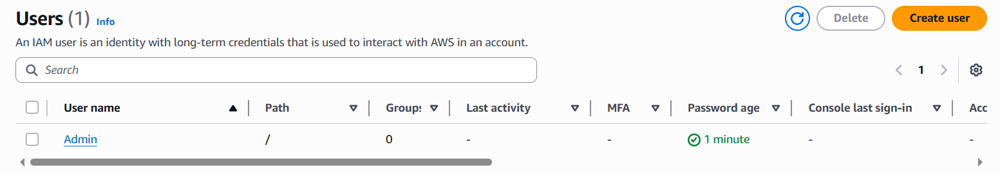 Users (1) Info
Delete
Create user
An IAM user is an identity with long-term credentials that is used to interact with AWS in an account.
Search
1
User name Path Groups Last activity MFA Password age Console last sign-in Acc
Admin / 0 - - 1 minute - -